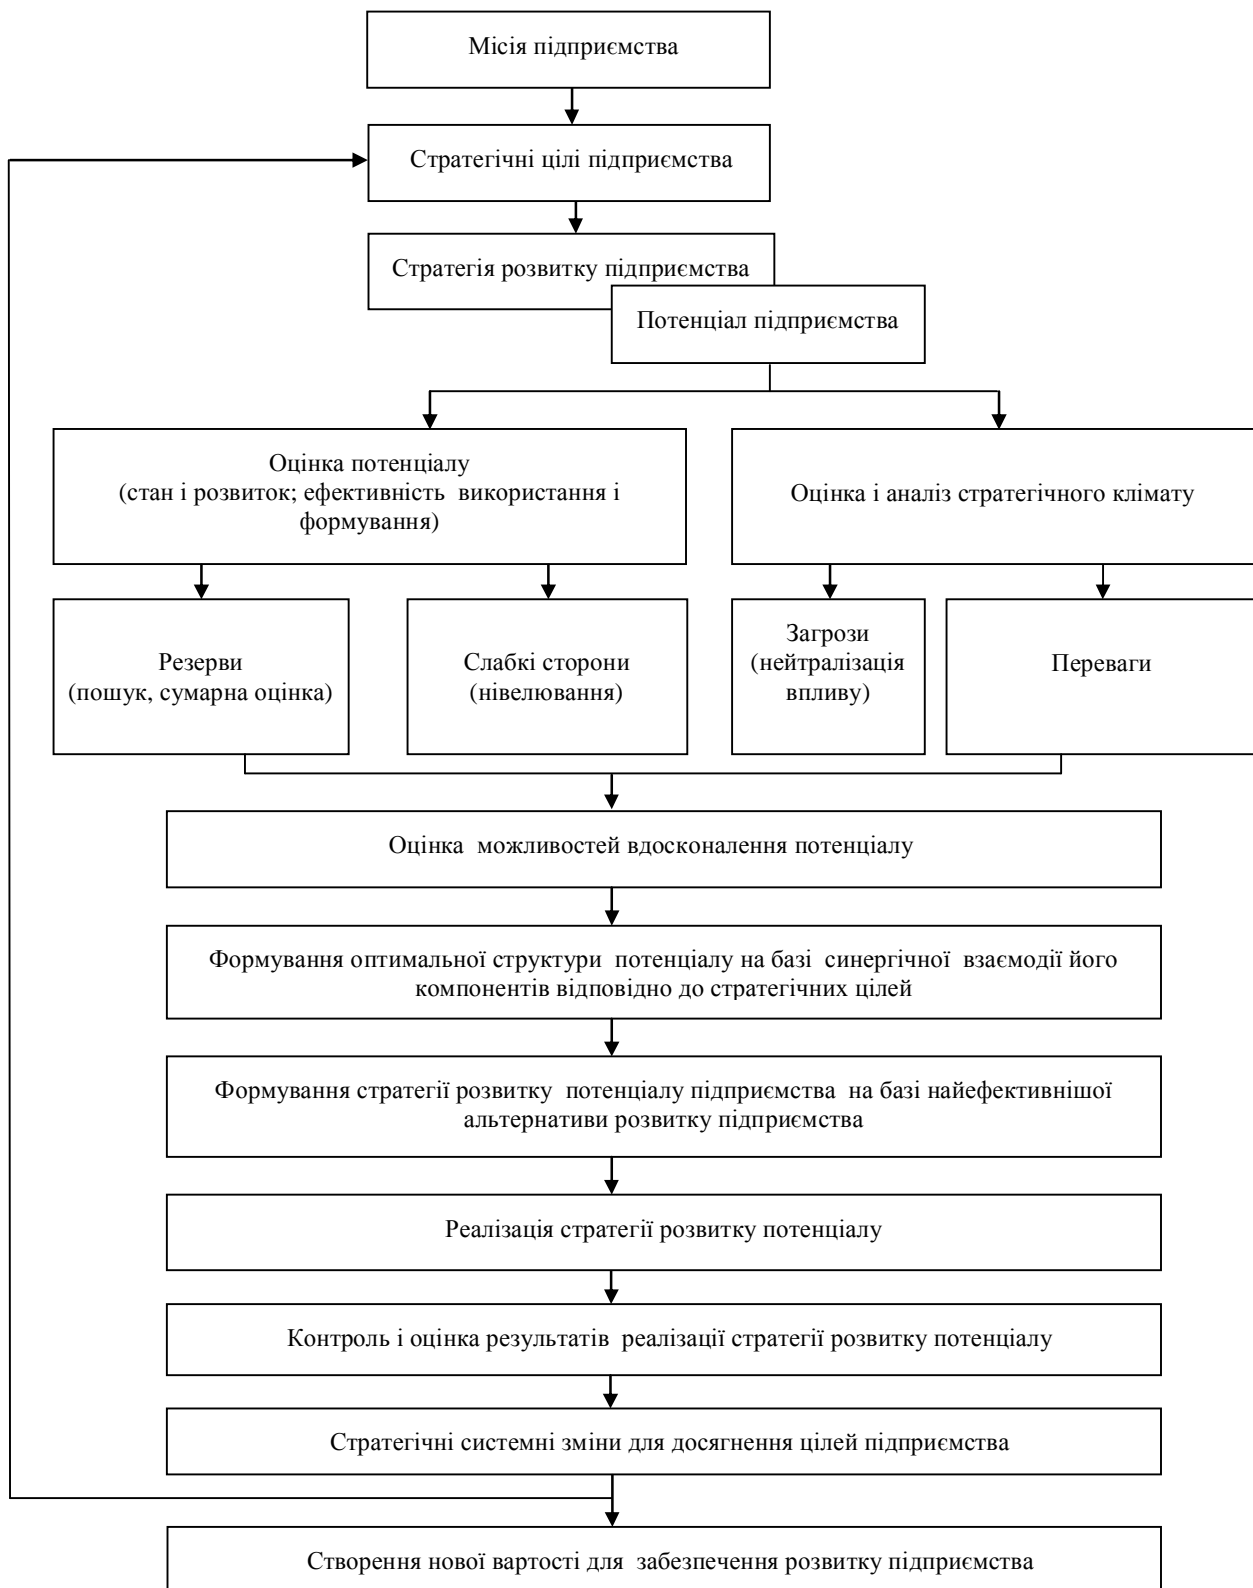 Місія підприємства
Стратегічні цілі підприємства
Стратегія розвитку підприємства
Потенціал підприємства
Оцінка потенціалу
(стан і розвиток; ефективність використання і
формування)
Оцінка і аналіз стратегічного клімату
Резерви
(пошук, сумарна оцінка)
Слабкі сторони
(нівелювання)
Загрози
(нейтралізація
впливу)
Переваги
Оцінка можливостей вдосконалення потенціалу
Формування оптимальної структури потенціалу на базі синергічної взаємодії його
компонентів відповідно до стратегічних цілей
Формування стратегії розвитку потенціалу підприємства на базі найефективнішої
альтернативи розвитку підприємства
Реалізація стратегії розвитку потенціалу
Контроль і оцінка результатів реалізації стратегії розвитку потенціалу
Стратегічні системні зміни для досягнення цілей підприємства
Створення нової вартості для забезпечення розвитку підприємства